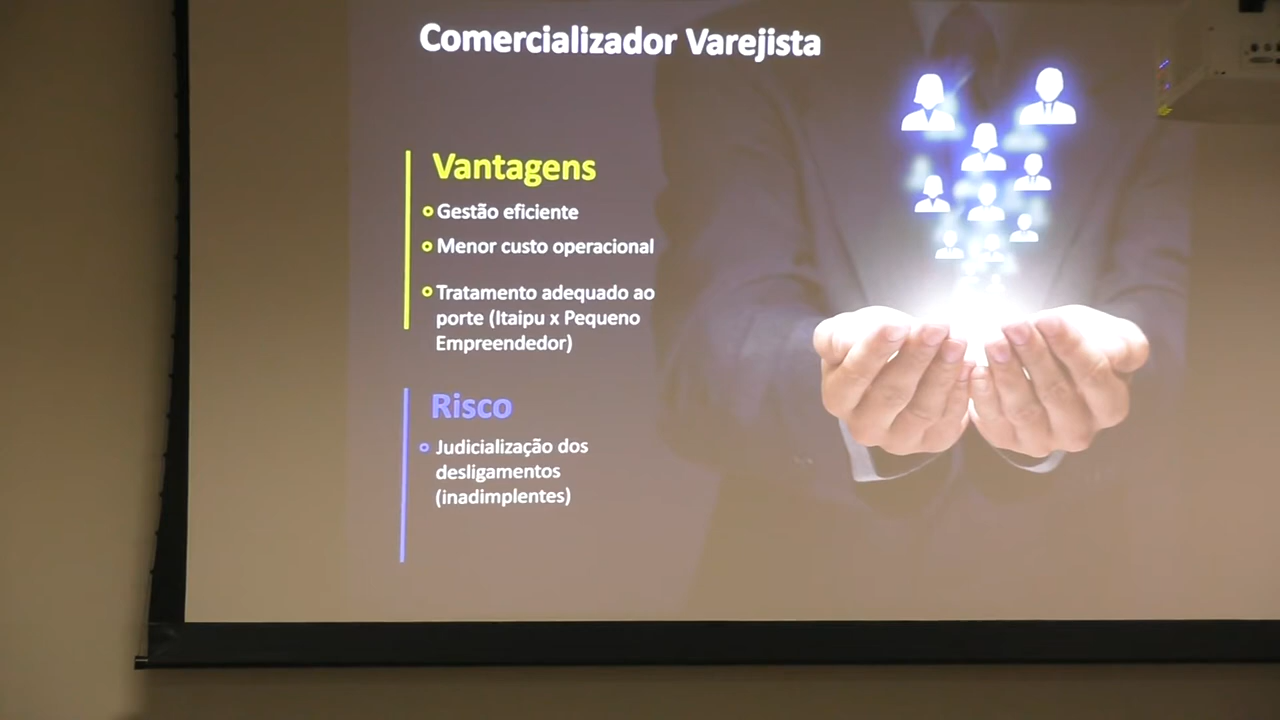 Comercializador Varejista
Vantagens
Gestão eficiente
Menor custo operacional
Tratamento adequado ao
porte (Itaipu x Pequeno
Empreendedor)
Risco
Judicialização dos
desligamentos
(inadimplentes)